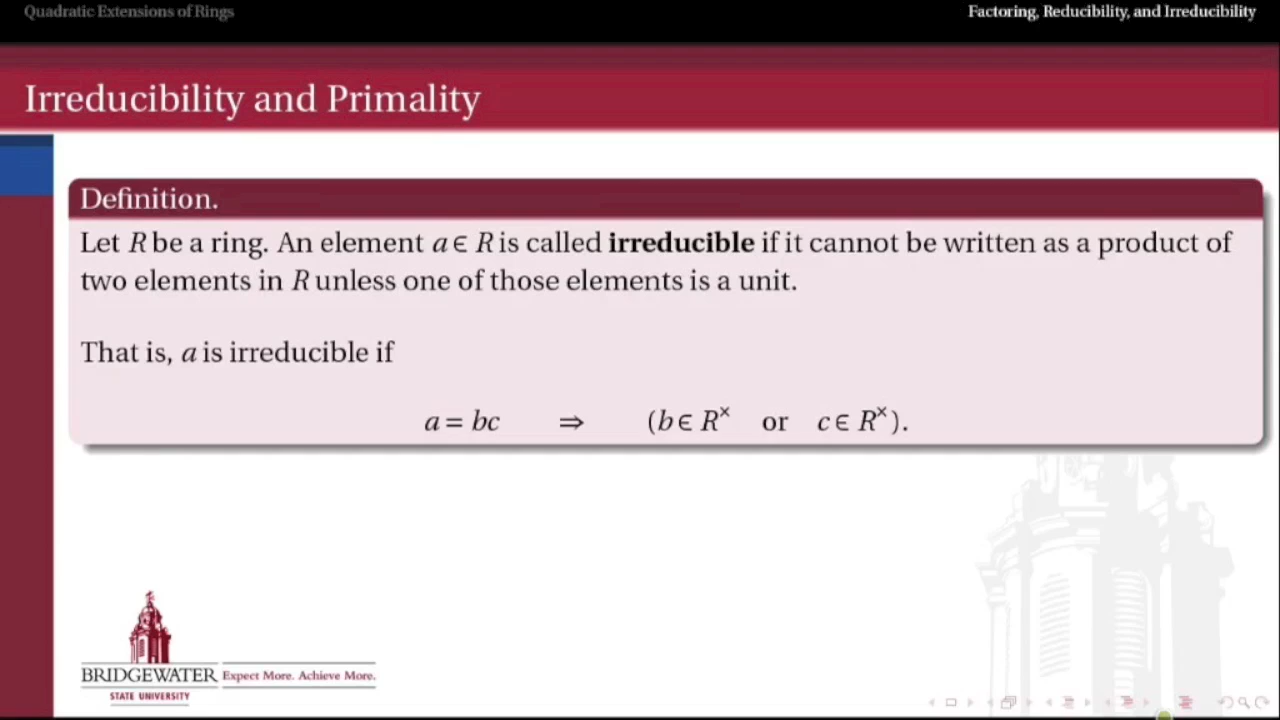 Quadratic Extensions of Rings
Factoring, Reducibility, and Irreducibility
Irreducibility and Primality
Definition.
Let R be a ring. An element a ∈ R is called irreducible if it cannot be written as a product of
two elements in R unless one of those elements is a unit.
That is, a is irreducible if
a = bc ⇒ (b ∈ R× or c ∈ R×).
BRIDGEWATER Expect More. Achieve More.
STATE UNIVERSITY